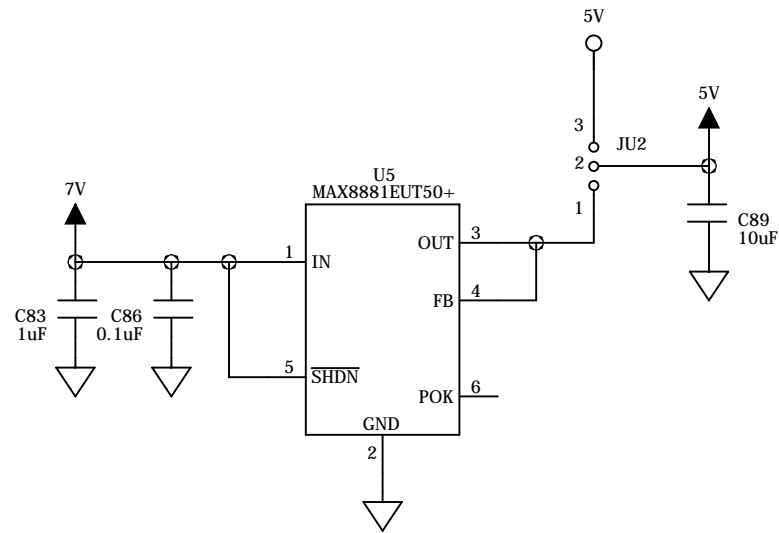 5V
5V
3
JU2
2
1
7V
U5
MAX8881EUT50+
C89
10uF
1
IN
OUT
3
FB
4
C83
1uF
C86
0.1uF
5
SHDN
POK
6
GND
2